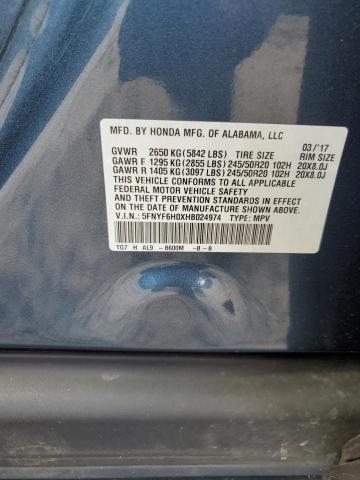 MFD. BY HONDA MFG. OF ALABAMA, LLC 03/'17
GVWR 2650 KG (5842 LBS) TIRE SIZE RIM SIZE
GAWR F 1295 KG (2855 LBS) 245/50R20 102H 20X8.0J
GAWR R 1405 KG (3097 LBS) 245/50R20 102H 20X8.0J
THIS VEHICLE CONFORMS TO ALL APPLICABLE
FEDERAL MOTOR VEHICLE SAFETY
AND THEFT PREVENTION STANDARDS IN EFFECT
ON THE DATE OF MANUFACTURE SHOWN ABOVE.
V.I.N.: 5FNYF6H0XHB024974 TYPE: MPV
TG7 H AL9 - B600M -B-B